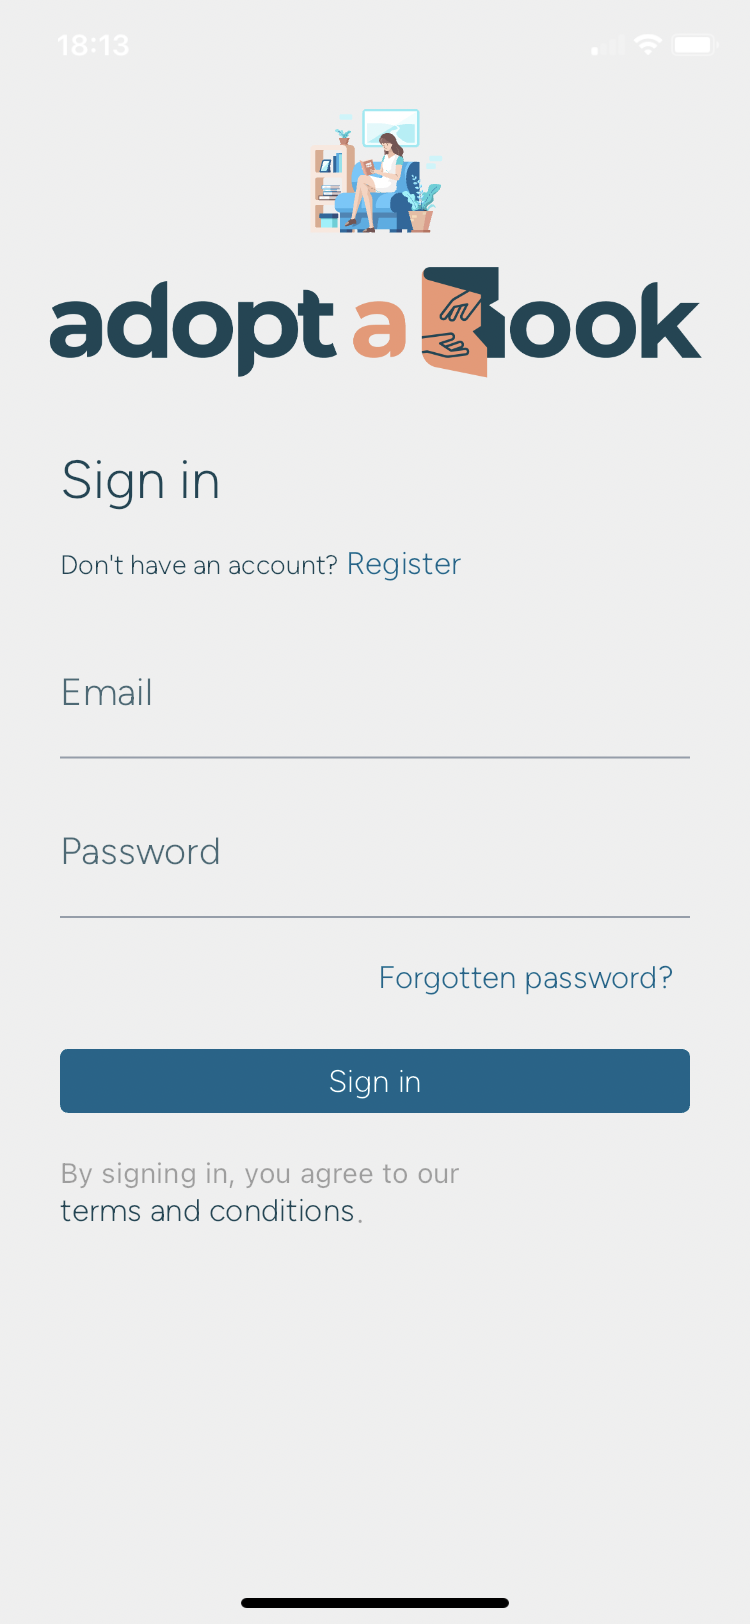 18:13
adopt a Book
Sign in
Don't have an account? Register
Email
Password
Forgotten password?
Sign in
By signing in, you agree to our
terms and conditions.